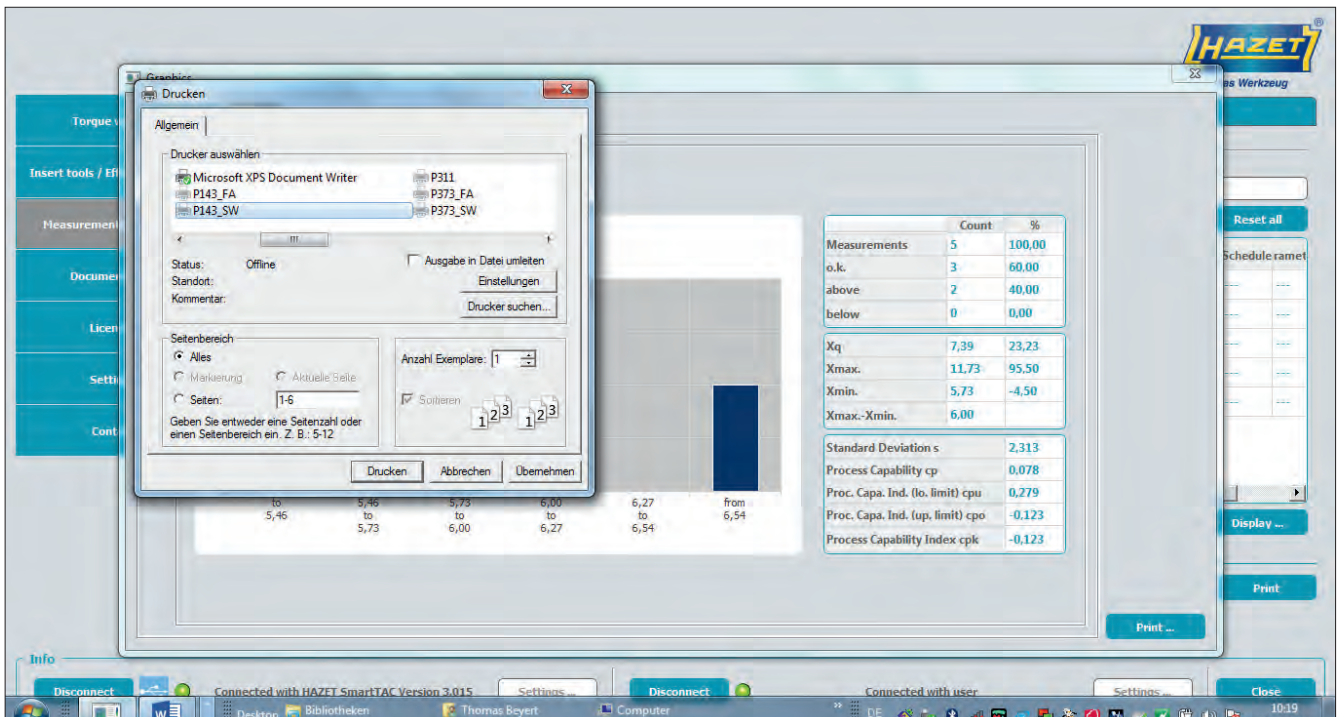 HAZET
®
as Werkzeug
Graphics
Drucken
Allgemein
Drucker auswählen
Microsoft XPS Document Writer
P143_FA
P143_SW
P311
P373_FA
P373_SW
Status: Offline
Standort:
Kommentar:
Ausgabe in Datei umleiten
Einstellungen
Drucker suchen...
Seitenbereich
Alles
Markierung
Aktuelle Seite
Seiten: 1-6
Geben Sie entweder eine Seitenzahl oder
einen Seitenbereich ein. Z. B.: 5-12
Anzahl Exemplare: 1
Sortieren
1 2 3 1 2 3
Drucken Abbrechen Übernehmen
Torque
Insert tools / Eff
Measurement
Documen
Licen
Setti
Cont
to
5,46
5,46
to
5,73
5,73
to
6,00
6,00
to
6,27
6,27
to
6,54
from
6,54
Count %
Measurements 5 100,00
o.k. 3 60,00
above 2 40,00
below 0 0,00
Xq 7,39 23,23
Xmax. 11,73 95,50
Xmin. 5,73 -4,50
Xmax.-Xmin. 6,00
Standard Deviation s 2,313
Process Capability cp 0,078
Proc. Capa. Ind. (lo. limit) cpu 0,279
Proc. Capa. Ind. (up. limit) cpo -0,123
Process Capability Index cpk -0,123
Reset all
Schedule ramet
--- ---
--- ---
--- ---
--- ---
Display ...
Print
Print ...
Info
Disconnect Connected with HAZET SmartTAC Version 3.015 Settings ... Disconnect Connected with user Settings ... Close
Desktop Bibliotheken Thomas Beyert Computer DE 10:19